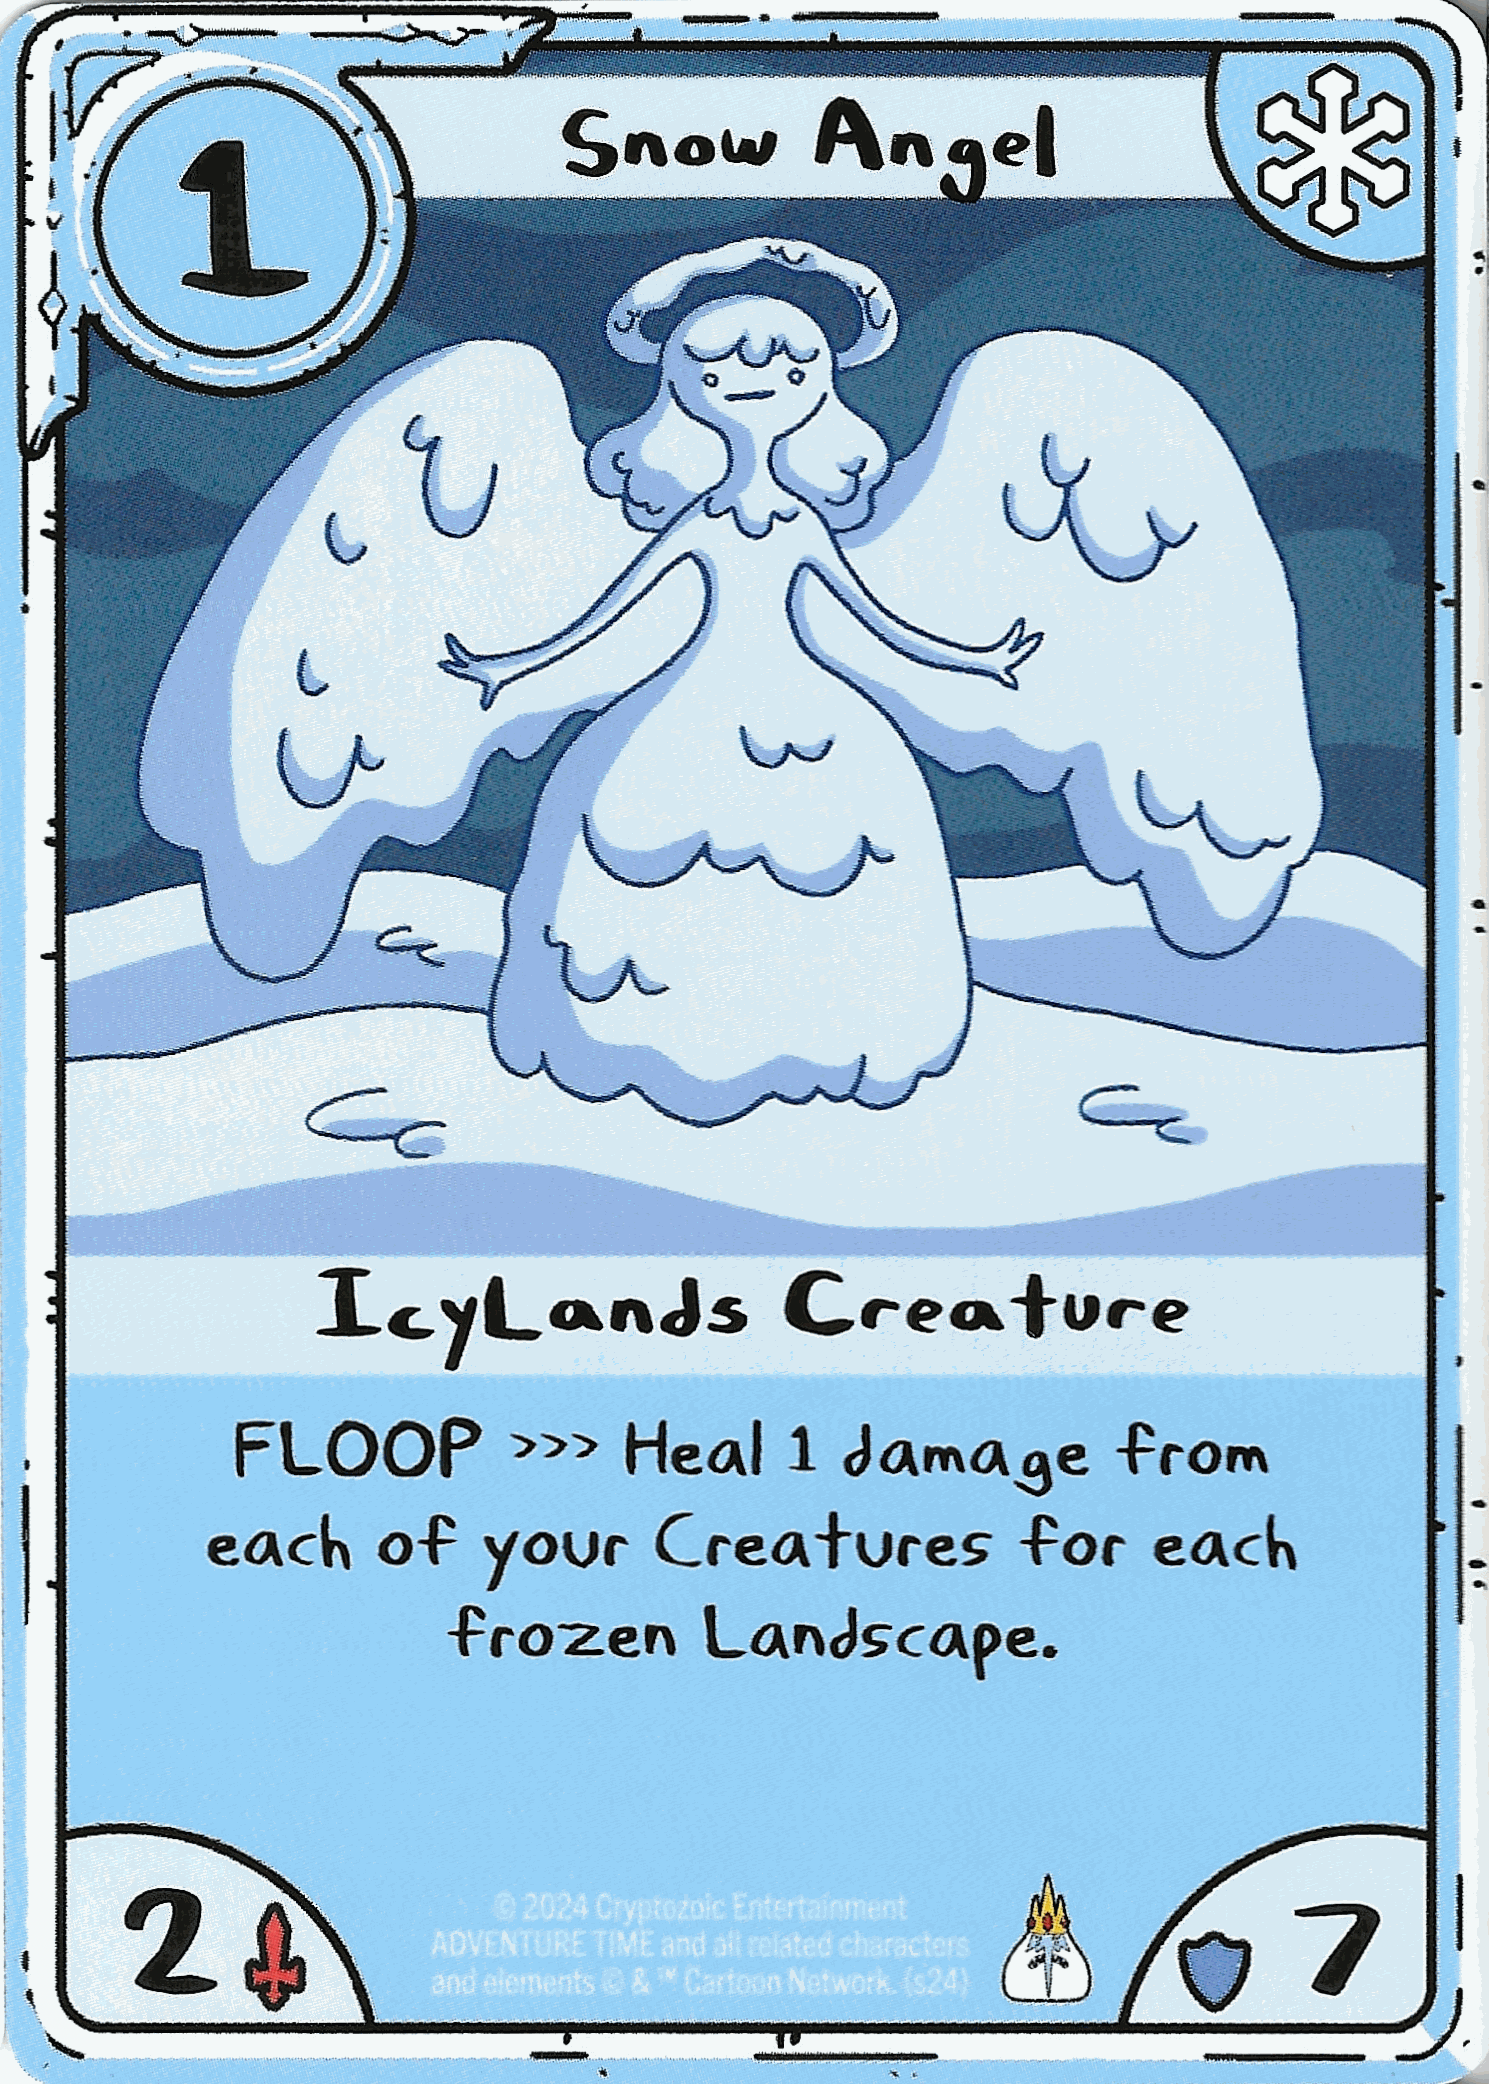 1
Snow Angel
IcyLands Creature
FLOOP >>> Heal 1 damage from
each of your Creatures for each
frozen Landscape.
2
7
© 2024 Cryptozoic Entertainment
ADVENTURE TIME and all related characters
and elements © & ™ Cartoon Network. (s24)